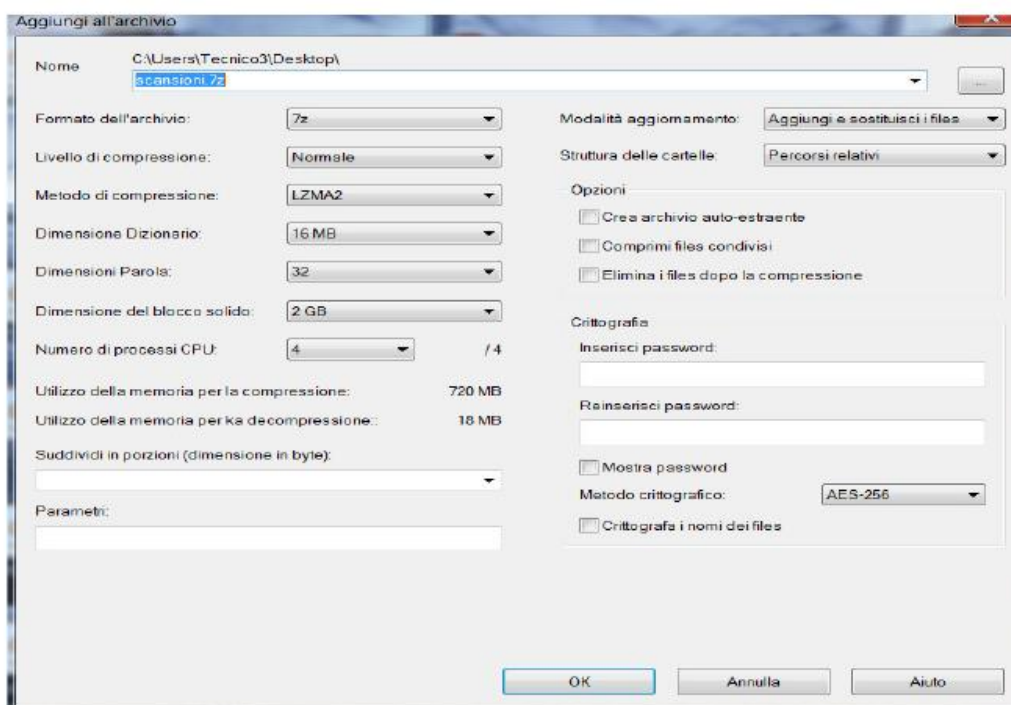 Aggiungi all'archivio
Nome
C:\Users\Tecnico3\Desktop\
scansioni.7z
...
Formato dell'archivio: 7z
Livello di compressione: Normale
Metodo di compressione: LZMA2
Dimensione Dizionario: 16 MB
Dimensioni Parola: 32
Dimensione del blocco solido: 2 GB
Numero di processi CPU: 4 / 4
Utilizzo della memoria per la compressione: 720 MB
Utilizzo della memoria per ka decompressione:: 18 MB
Suddividi in porzioni (dimensione in byte):
Parametri:
Modalità aggiornamento: Aggiungi e sostituisci i files
Struttura delle cartelle: Percorsi relativi
Opzioni
Crea archivio auto-estraente
Comprimi files condivisi
Elimina i files dopo la compressione
Crittografia
Inserisci password:
Reinserisci password:
Mostra password
Metodo crittografico: AES-256
Crittografa i nomi dei files
OK
Annulla
Aiuto